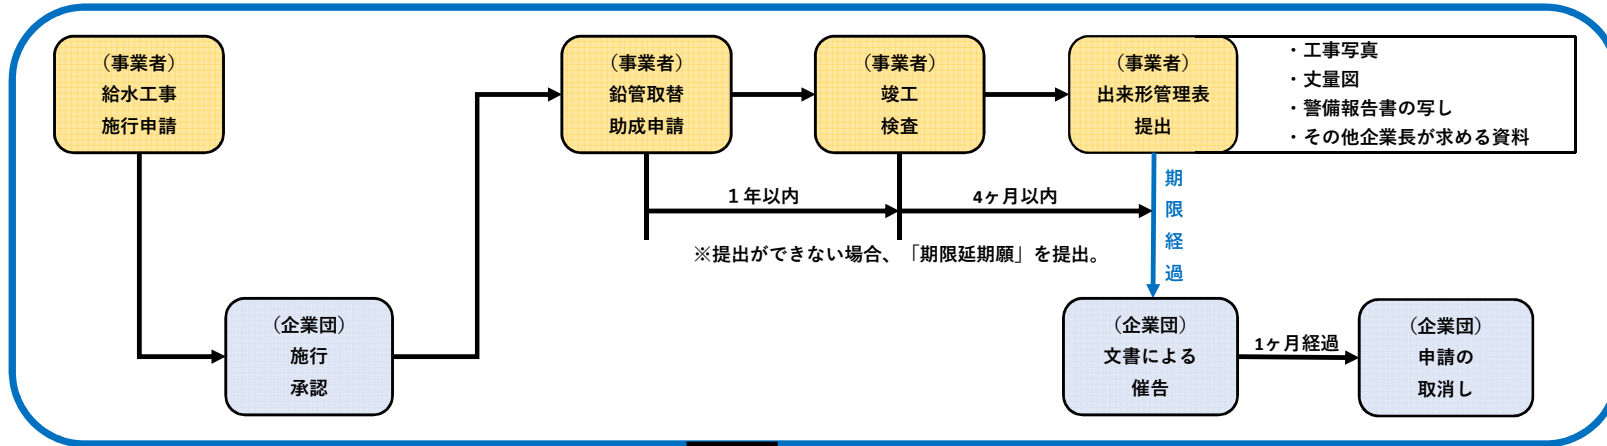 （事業者）
給水工事
施行申請
（事業者）
鉛管取替
助成申請
（事業者）
竣工
検査
（事業者）
出来形管理表
提出
・工事写真
・丈量図
・警備報告書の写し
・その他企業長が求める資料
１年以内
4ヶ月以内
※提出ができない場合、「期限延期願」を提出。
期限経過
（企業団）
施行
承認
（企業団）
文書による
催告
1ヶ月経過
（企業団）
申請の
取消し